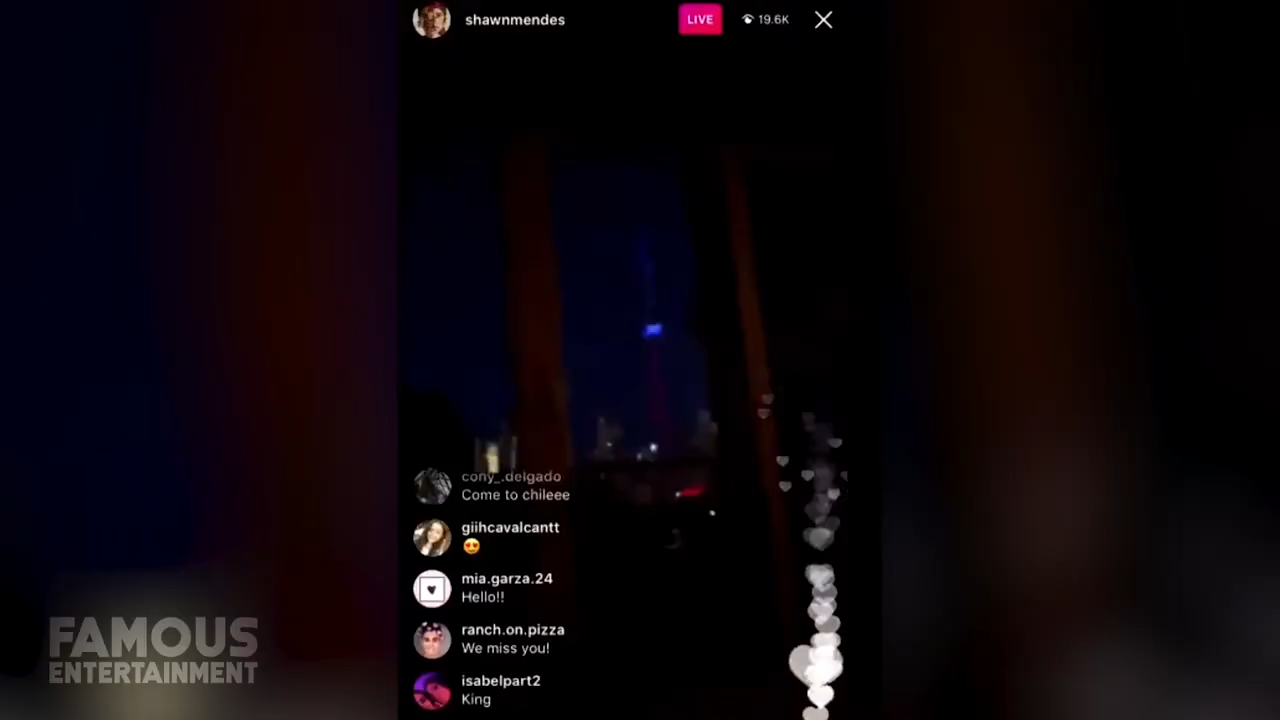 shawnmendes
LIVE
19.6K
cony_.delgado
Come to chileee
giihcavalcantt
😍
mia.garza.24
Hello!!
ranch.on.pizza
We miss you!
isabelpart2
King
FAMOUS
ENTERTAINMENT